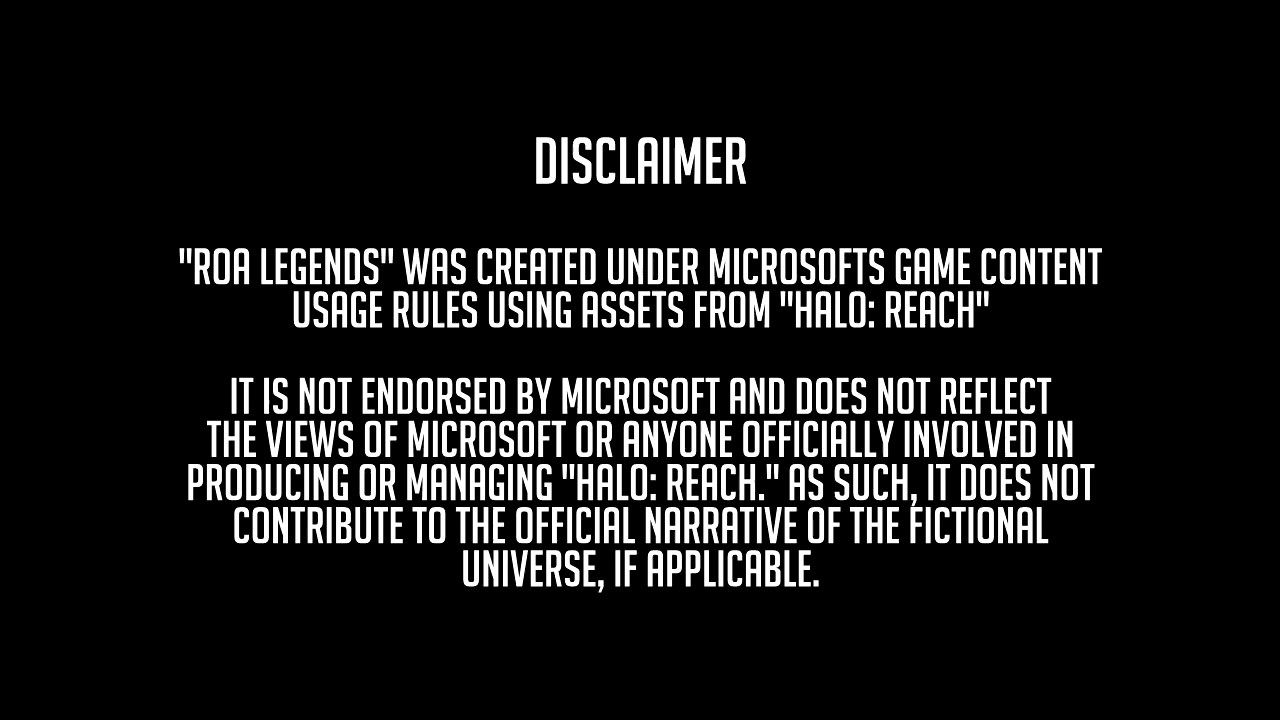 DISCLAIMER
"ROA LEGENDS" WAS CREATED UNDER MICROSOFTS GAME CONTENT
USAGE RULES USING ASSETS FROM "HALO: REACH"
IT IS NOT ENDORSED BY MICROSOFT AND DOES NOT REFLECT
THE VIEWS OF MICROSOFT OR ANYONE OFFICIALLY INVOLVED IN
PRODUCING OR MANAGING "HALO: REACH." AS SUCH, IT DOES NOT
CONTRIBUTE TO THE OFFICIAL NARRATIVE OF THE FICTIONAL
UNIVERSE, IF APPLICABLE.